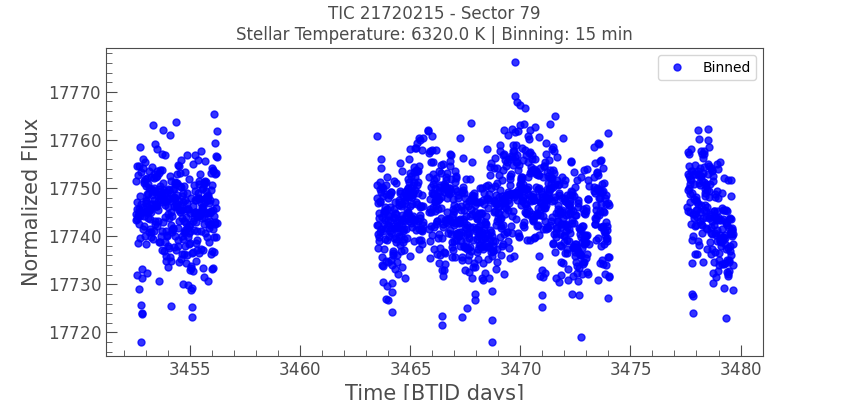 TIC 21720215 - Sector 79
Stellar Temperature: 6320.0 K | Binning: 15 min
Binned
Normalized Flux
17770
17760
17750
17740
17730
17720
3455
3460
3465
3470
3475
3480
Time [BTJD days]